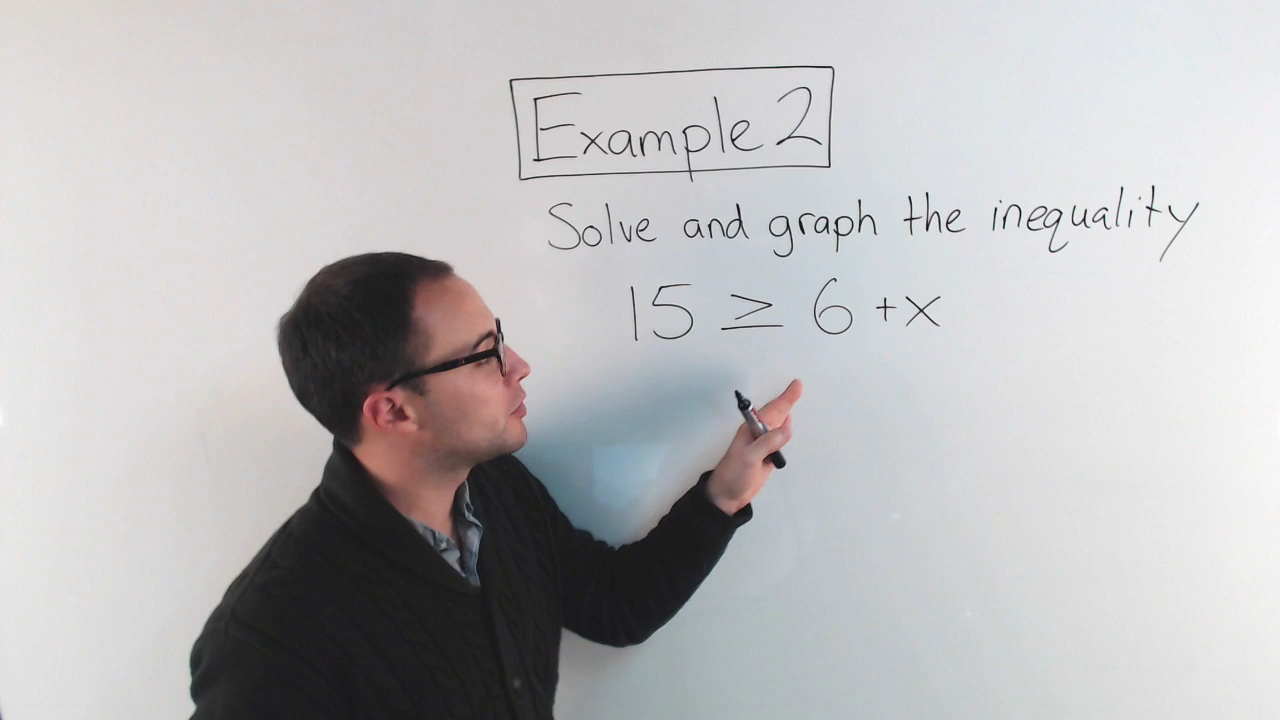 Example 2
Solve and graph the inequality
15 ≥ 6 + x